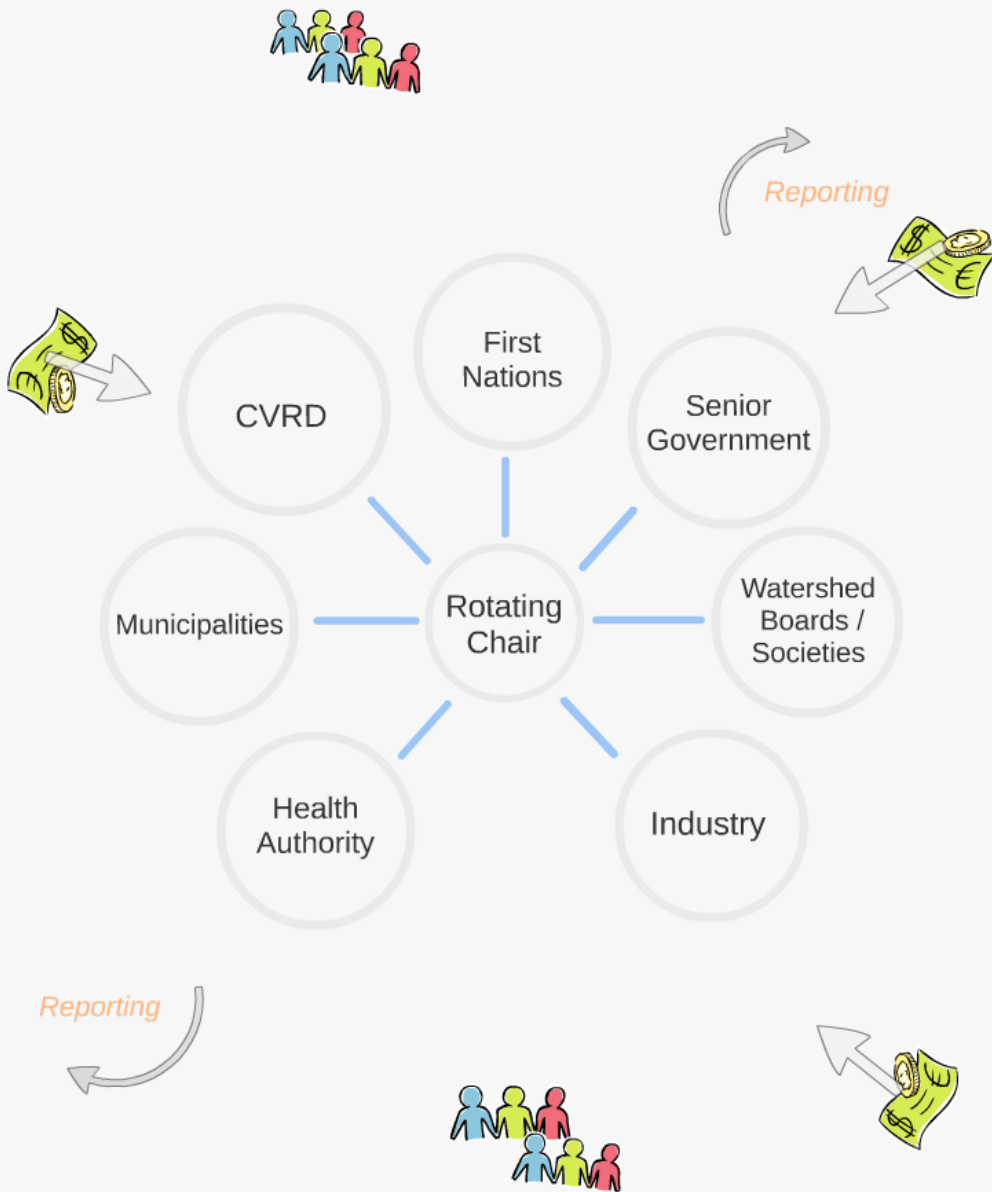 Reporting
First
Nations
CVRD
Senior
Government
Municipalities
Rotating
Chair
Watershed
Boards /
Societies
Health
Authority
Industry
Reporting